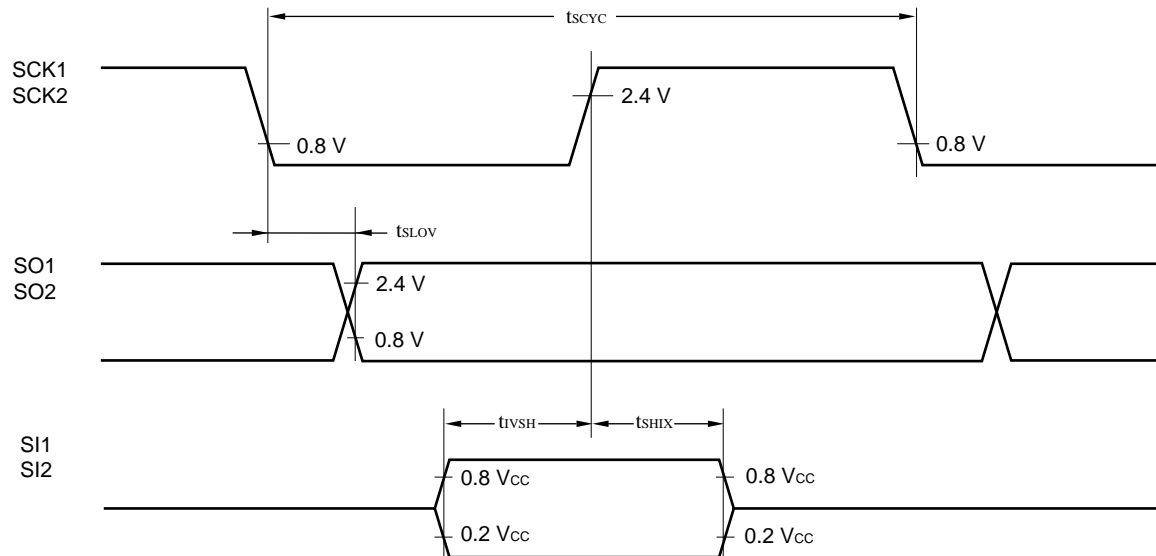 tSCYC
SCK1
SCK2
2.4 V
0.8 V
0.8 V
tSLOV
SO1
SO2
2.4 V
0.8 V
tIVSH
tSHIX
SI1
SI2
0.8 VCC
0.8 VCC
0.2 VCC
0.2 VCC